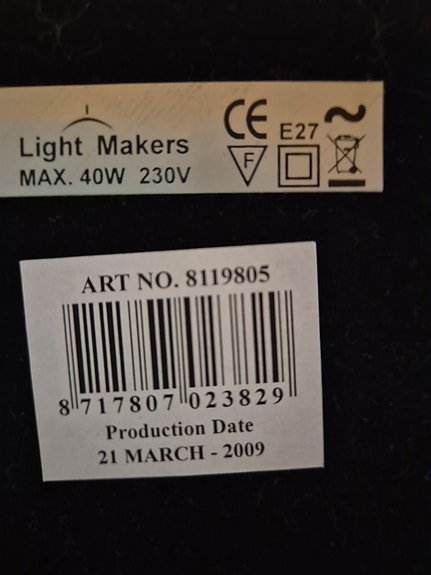 Light Makers
MAX. 40W 230V
CE E27
F
ART NO. 8119805
8 717807 023829
Production Date
21 MARCH - 2009